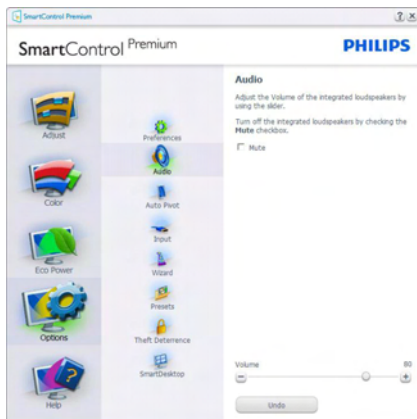 SmartControl Premium
SmartControl Premium
PHILIPS
Adjust
Color
Eco Power
Options
Help
Preferences
Audio
Auto Pivot
Input
Wizard
Presets
Theft Deterrence
SmartDesktop
Audio
Adjust the Volume of the integrated loudspeakers by
using the slider.
Turn off the integrated loudspeakers by checking the
Mute checkbox.
Mute
Volume 80
Undo